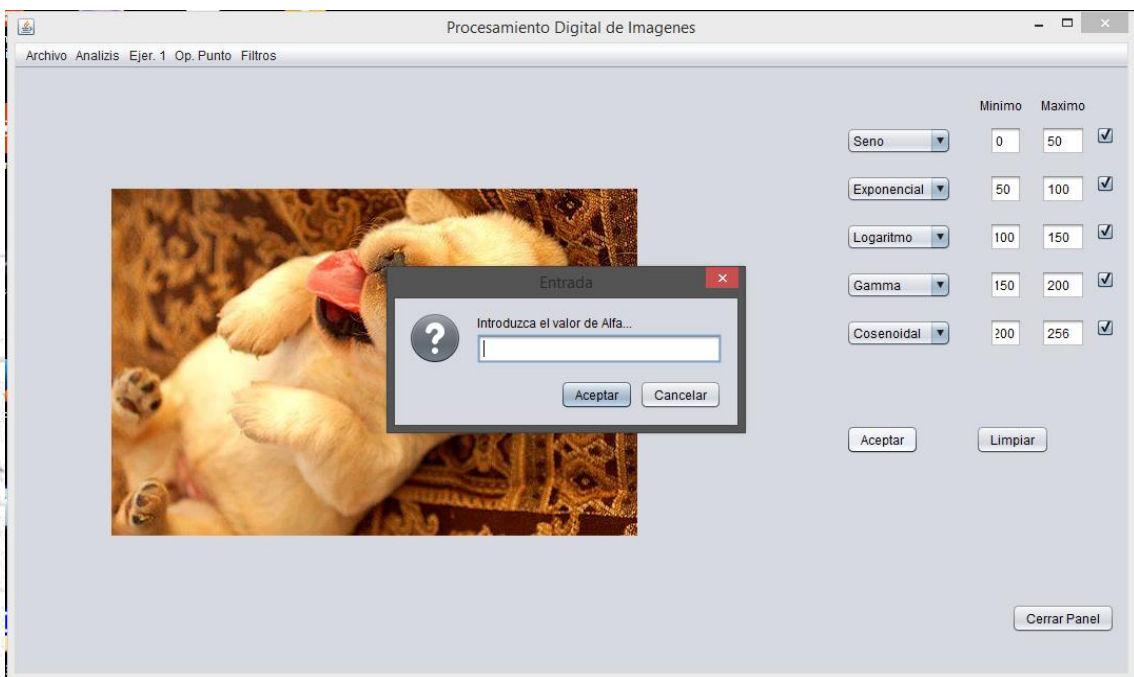 Procesamiento Digital de Imagenes
Archivo Analizis Ejer. 1 Op. Punto Filtros
Minimo Maximo
Seno 0 50
Exponencial 50 100
Logaritmo 100 150
Gamma 150 200
Cosenoidal 200 256
Entrada
Introduzca el valor de Alfa...
Aceptar Cancelar
Aceptar Limpiar
Cerrar Panel